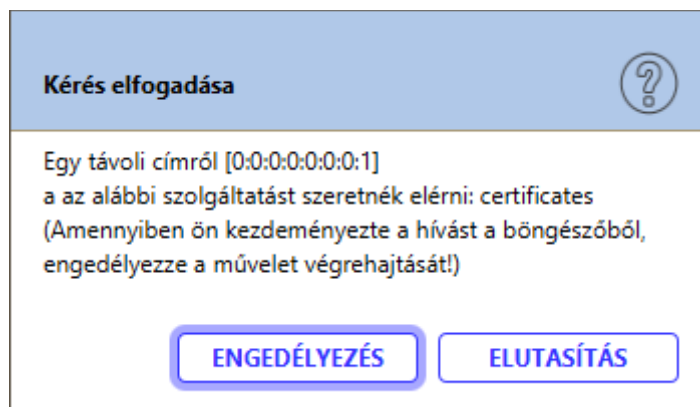 Kérés elfogadása
Egy távoli címről [0:0:0:0:0:0:0:1]
a az alábbi szolgáltatást szeretnék elérni: certificates
(Amennyiben ön kezdeményezte a hívást a böngészőből,
engedélyezze a művelet végrehajtását!)
ENGEDÉLYEZÉS ELUTASÍTÁS